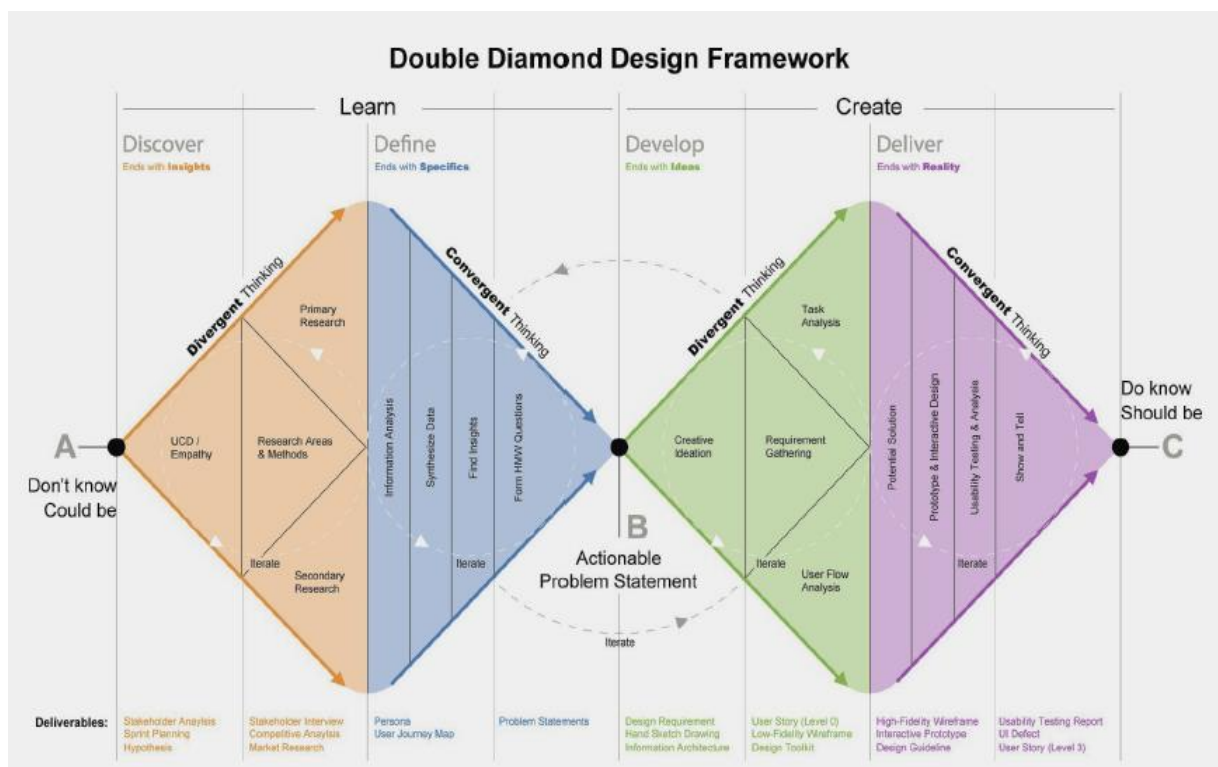 Double Diamond Design Framework
Learn
Create
Discover
Ends with Insights
Define
Ends with Specifics
Develop
Ends with Ideas
Deliver
Ends with Reality
Divergent Thinking
Convergent Thinking
Divergent Thinking
Convergent Thinking
Primary
Research
UCD /
Empathy
Research Areas
& Methods
Iterate
Secondary
Research
Information Analysis
Synthesize Data
Find Insights
Form HMW Questions
Iterate
Task
Analysis
Creative
Ideation
Requirement
Gathering
Iterate
User Flow
Analysis
Potential Solution
Prototype & Interactive Design
Usability Testing & Analysis
Show and Tell
Iterate
A
Don't know
Could be
B
Actionable
Problem Statement
Iterate
Do know
Should be
C
Deliverables:
Stakeholder Anaylsis
Sprint Planning
Hypothesis
Stakeholder Interview
Competitive Anaylsis
Market Research
Persona
User Journey Map
Problem Statements
Design Requirement
Hand Sketch Drawing
Information Architecture
User Story (Level 0)
Low-Fidelity Wireframe
Design Toolkit
High-Fidelity Wireframe
Interactive Prototype
Design Guideline
Usability Testing Report
UI Defect
User Story (Level 3)